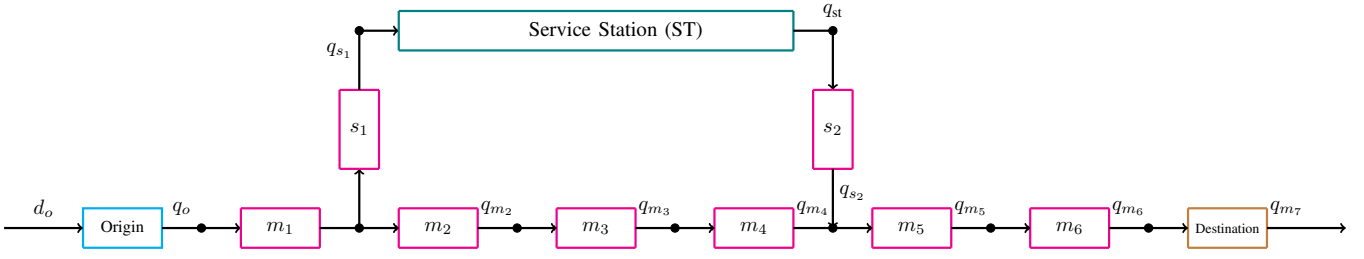 q_st
Service Station (ST)
q_{s_1}
s_1
s_2
d_o
q_o
q_{m_2}
q_{m_3}
q_{m_4}
q_{s_2}
q_{m_5}
q_{m_6}
q_{m_7}
Origin
m_1
m_2
m_3
m_4
m_5
m_6
Destination